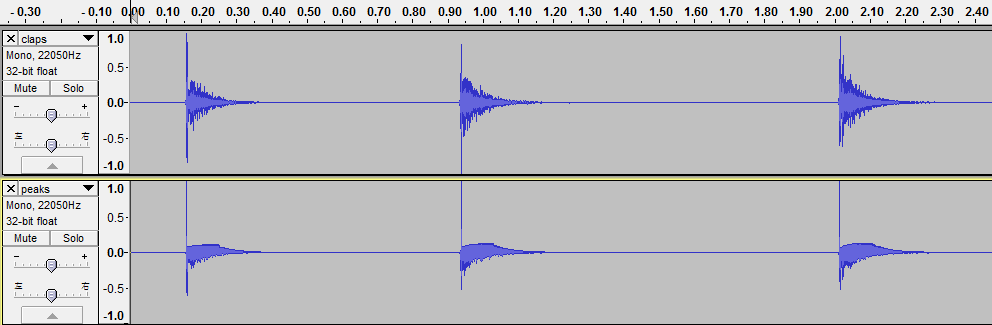 - 0.30 -0.10 0.00 0.10 0.20 0.30 0.40 0.50 0.60 0.70 0.80 0.90 1.00 1.10 1.20 1.30 1.40 1.50 1.60 1.70 1.80 1.90 2.00 2.10 2.20 2.30 2.40
claps
Mono, 22050Hz
32-bit float
Mute Solo
- +
左 右
1.0
0.5-
0.0-
-0.5-
-1.0
peaks
Mono, 22050Hz
32-bit float
Mute Solo
- +
左 右
1.0
0.5-
0.0-
-0.5-
-1.0